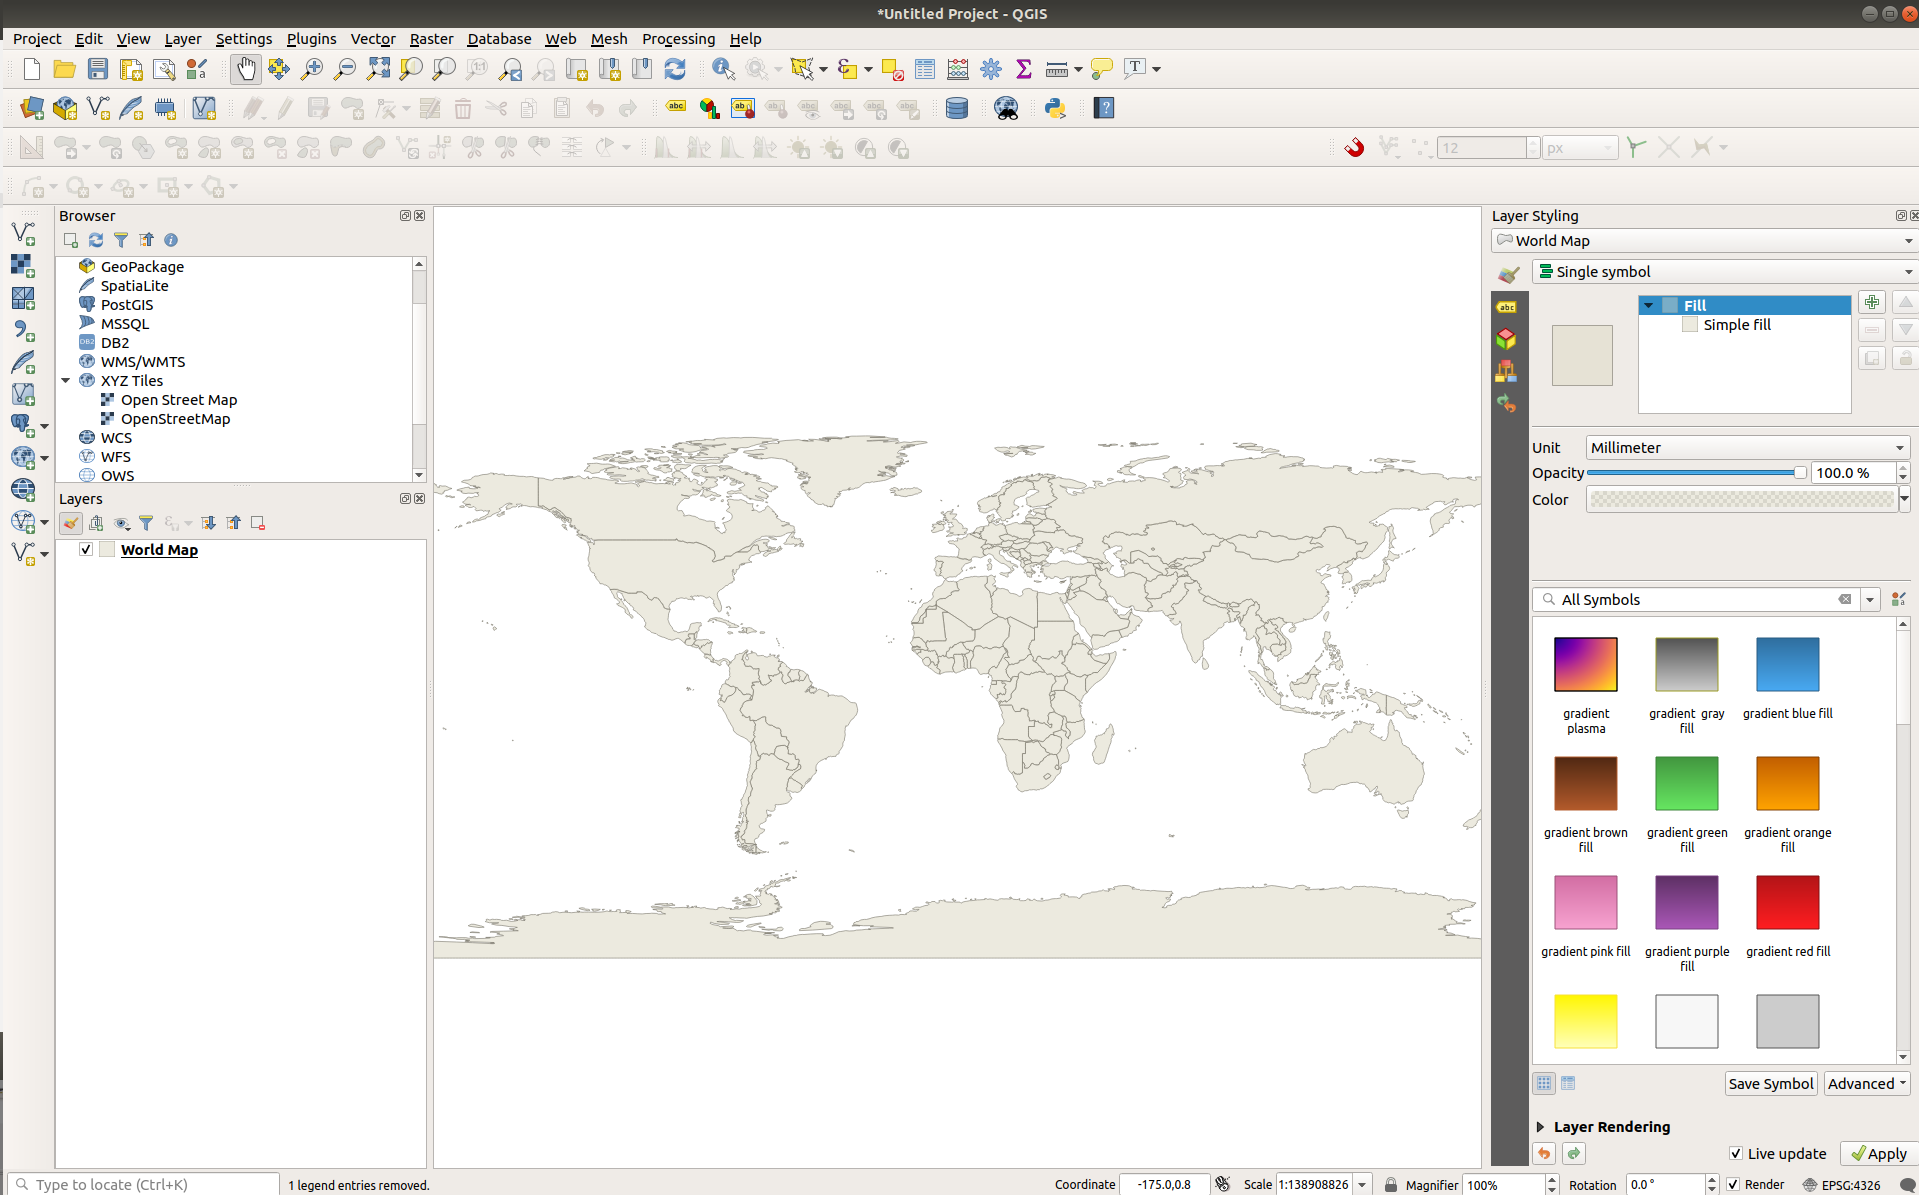 *Untitled Project - QGIS
Project Edit View Layer Settings Plugins Vector Raster Database Web Mesh Processing Help
abc
12 px
Browser
GeoPackage
SpatiaLite
PostGIS
MSSQL
DB2 DB2
WMS/WMTS
XYZ Tiles
Open Street Map
OpenStreetMap
WCS
WFS
OWS
Layers
World Map
Layer Styling
World Map
Single symbol
abc
Fill
Simple fill
Unit Millimeter
Opacity 100.0 %
Color
All Symbols
gradient plasma
gradient gray fill
gradient blue fill
gradient brown fill
gradient green fill
gradient orange fill
gradient pink fill
gradient purple fill
gradient red fill
Save Symbol Advanced
Layer Rendering
Live update Apply
Type to locate (Ctrl+K) 1 legend entries removed. Coordinate -175.0,0.8 Scale 1:138908826 Magnifier 100% Rotation 0.0 ° Render EPSG:4326